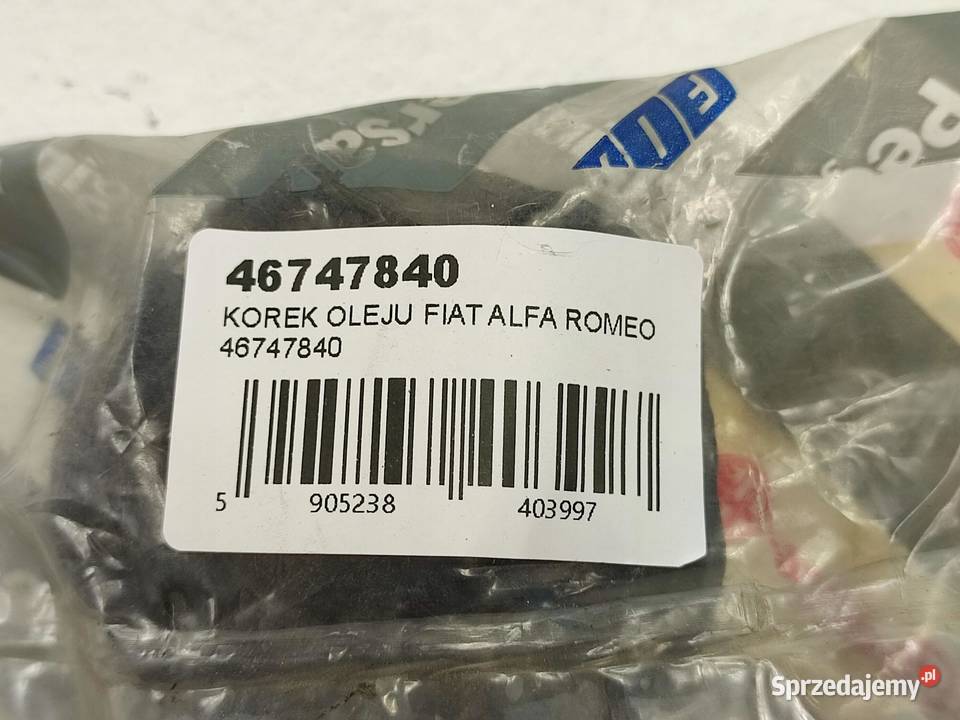 46747840
KOREK OLEJU FIAT ALFA ROMEO
46747840
5 905238 403997
Sprzedajemy.pl